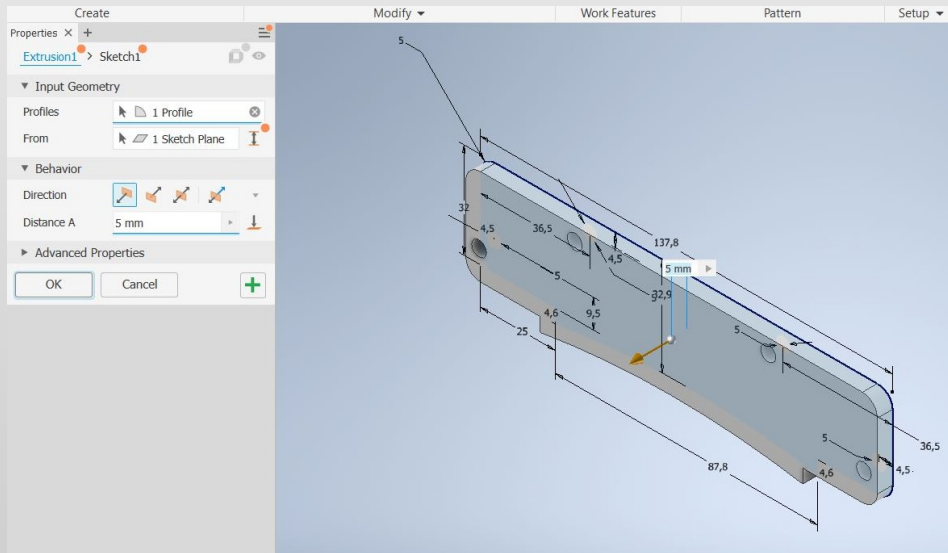 Create Modify Work Features Pattern Setup
Properties × +
Extrusion1 > Sketch1
Input Geometry
Profiles 1 Profile
From 1 Sketch Plane
Behavior
Direction
Distance A 5 mm
Advanced Properties
OK Cancel +
5
32
4,5
36,5
4,5
137,8
5 mm
5
32,9
4,6
9,5
25
5
36,5
5
4,5
4,6
87,8